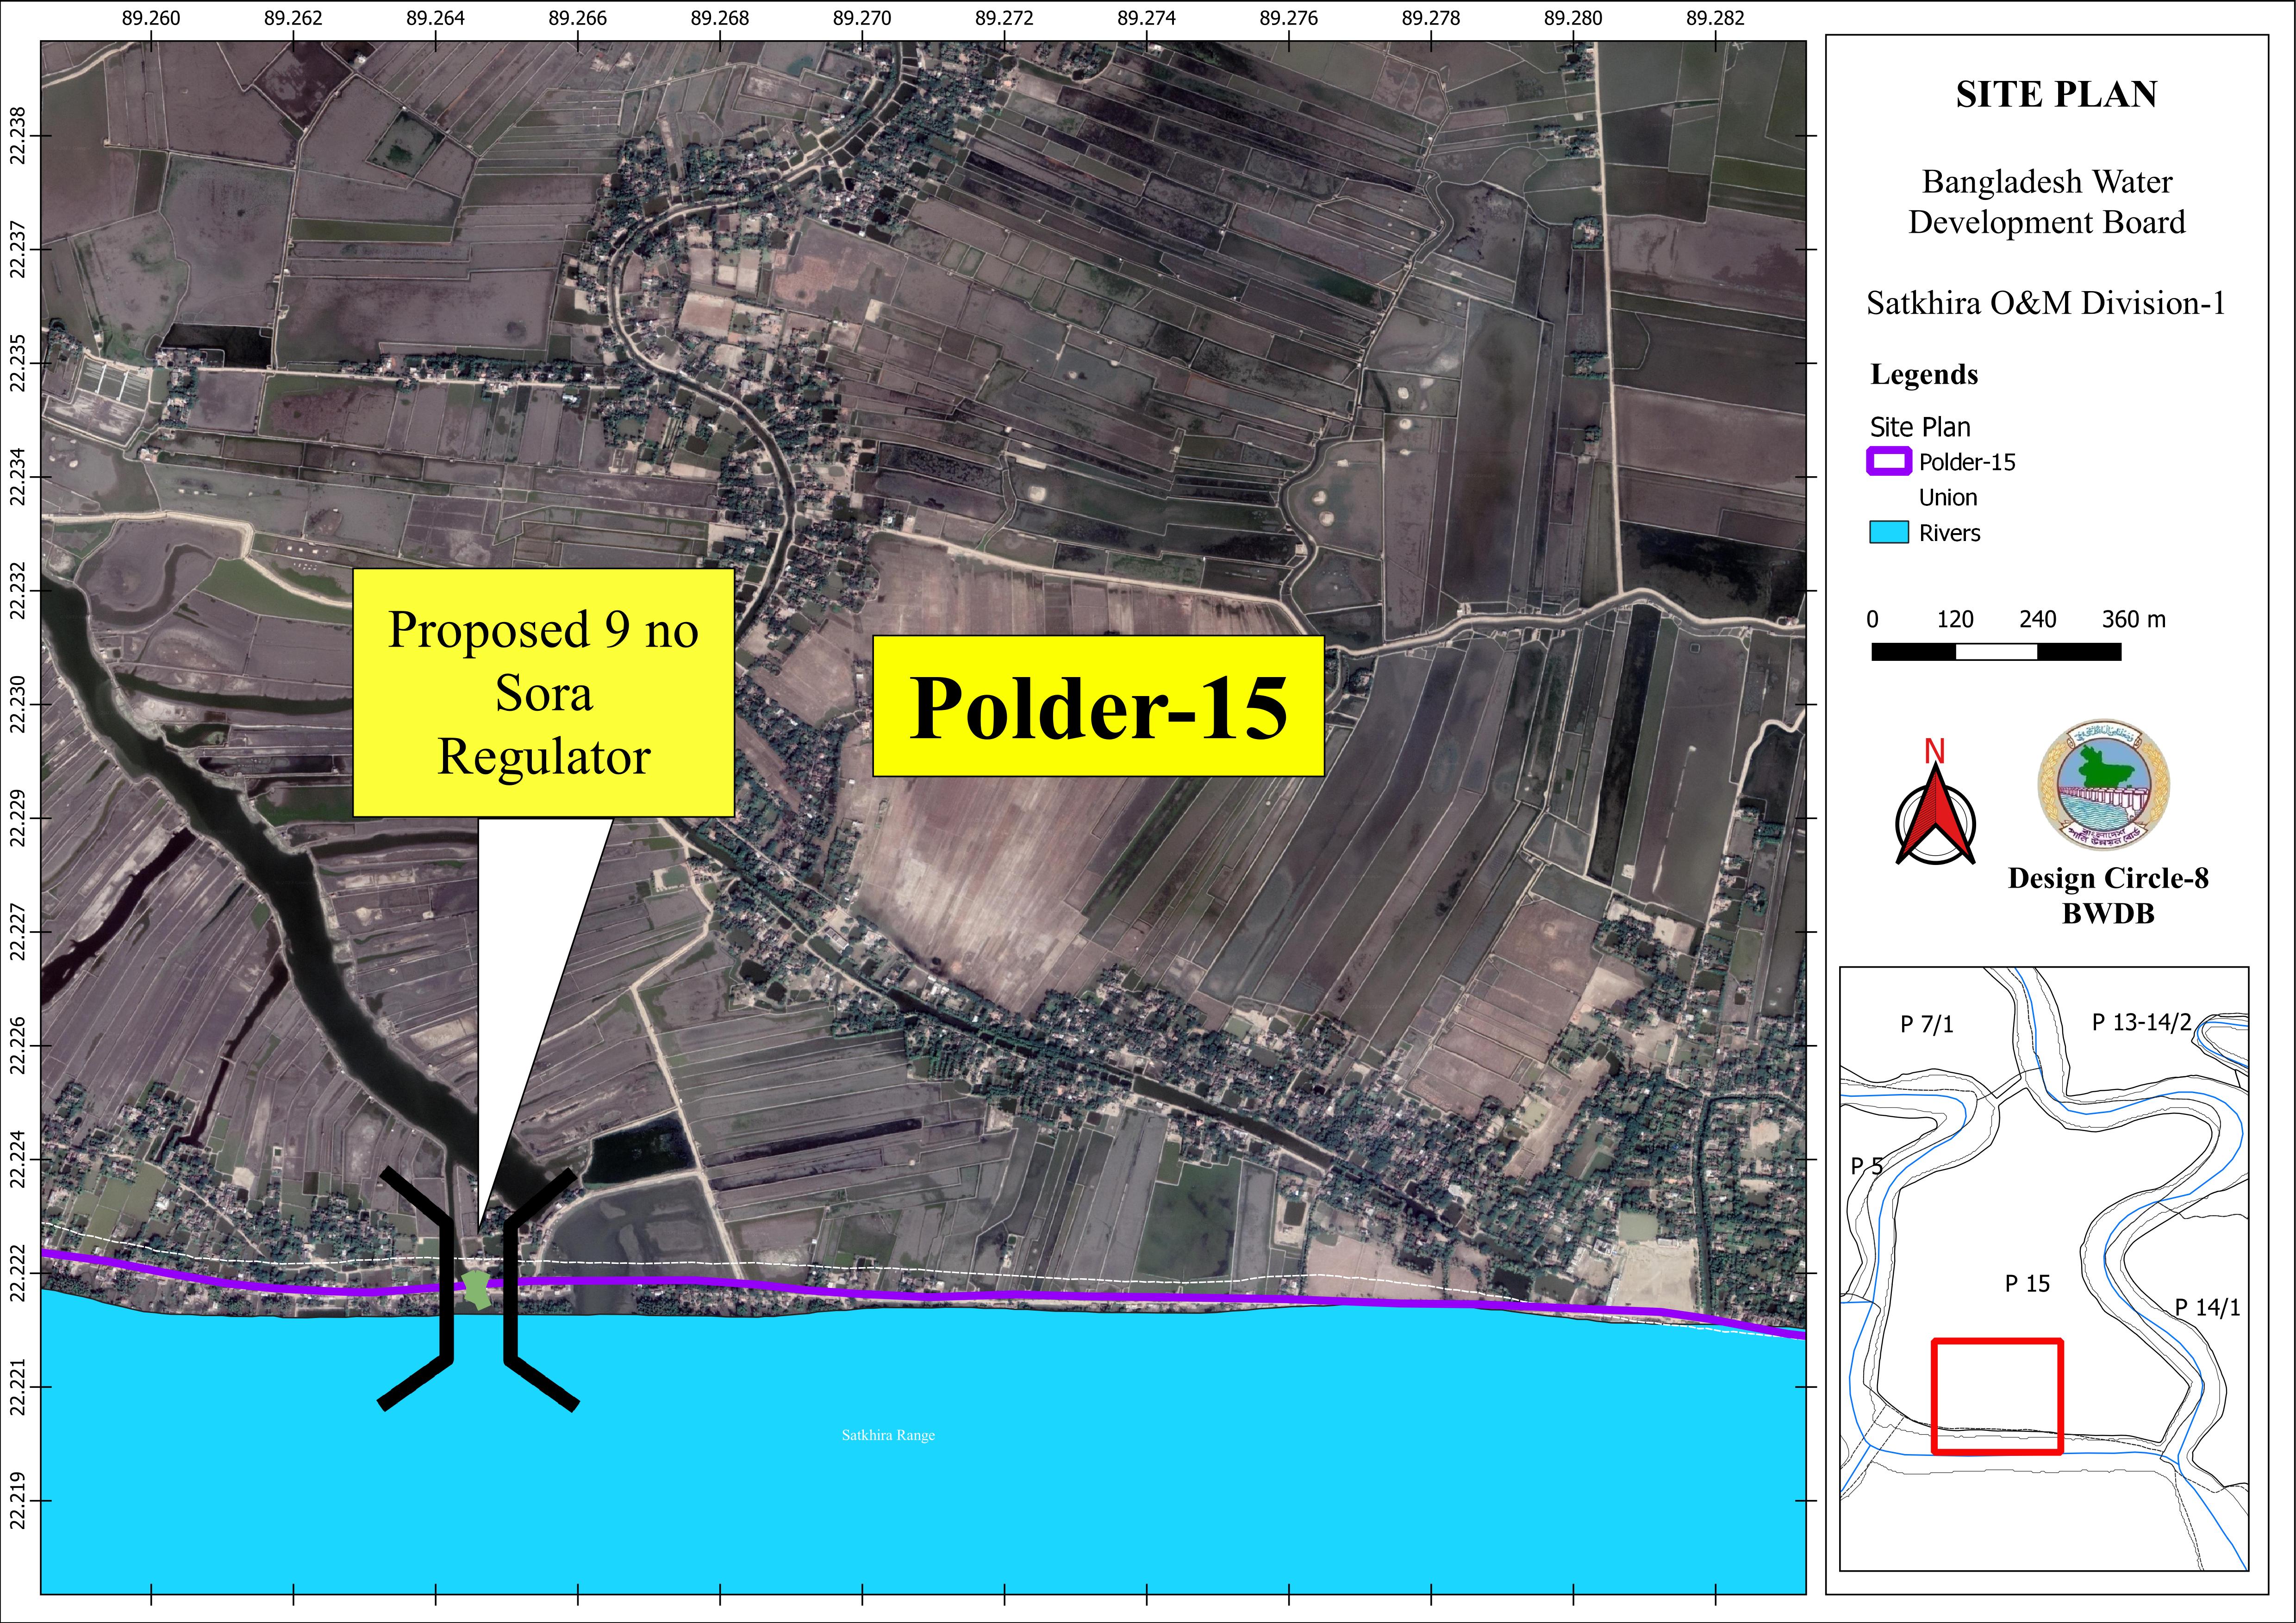 89.260 89.262 89.264 89.266 89.268 89.270 89.272 89.274 89.276 89.278 89.280 89.282
22.238
22.237
22.235
22.234
22.232
22.230
22.229
22.227
22.226
22.224
22.222
22.221
22.219
Proposed 9 no
Sora
Regulator
Polder-15
Satkhira Range
SITE PLAN
Bangladesh Water
Development Board
Satkhira O&M Division-1
Legends
Site Plan
Polder-15
Union
Rivers
0 120 240 360 m
N
বাংলাদেশ
পানি উন্নয়ন বোর্ড
Design Circle-8
BWDB
P 7/1
P 13-14/2
P 5
P 15
P 14/1